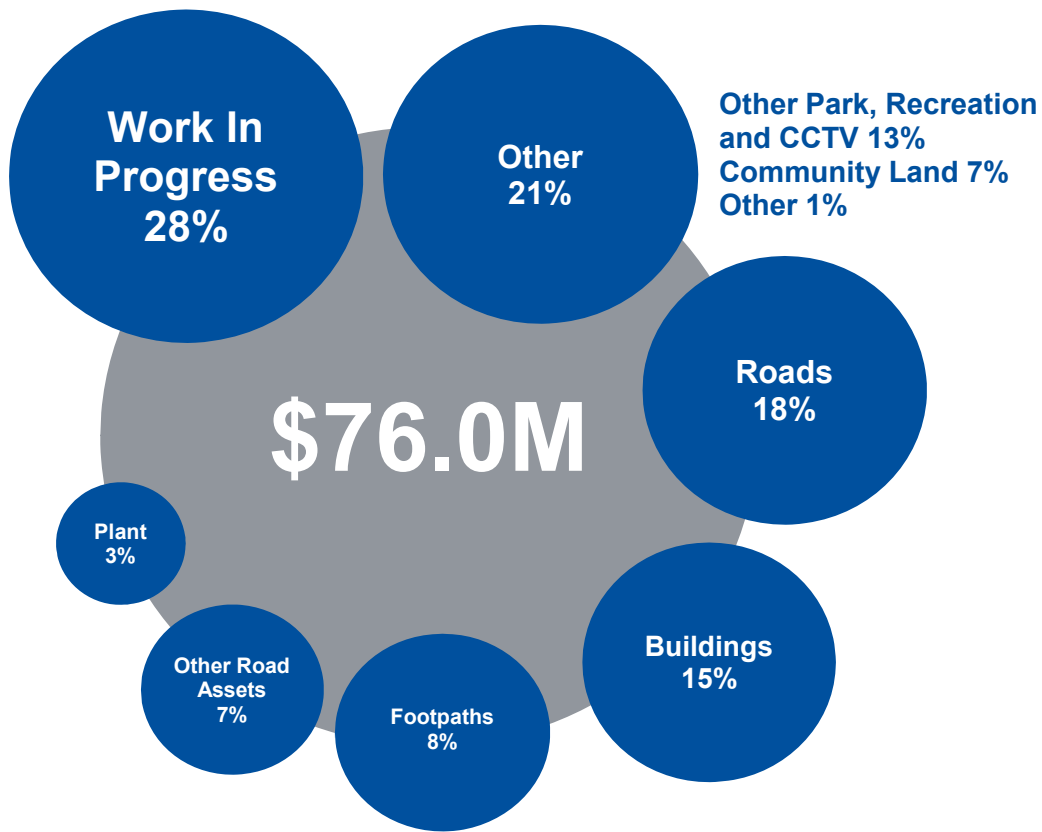 Work In
Progress
28%
Other
21%
Other Park, Recreation
and CCTV 13%
Community Land 7%
Other 1%
Roads
18%
$76.0M
Plant
3%
Buildings
15%
Other Road
Assets
7%
Footpaths
8%